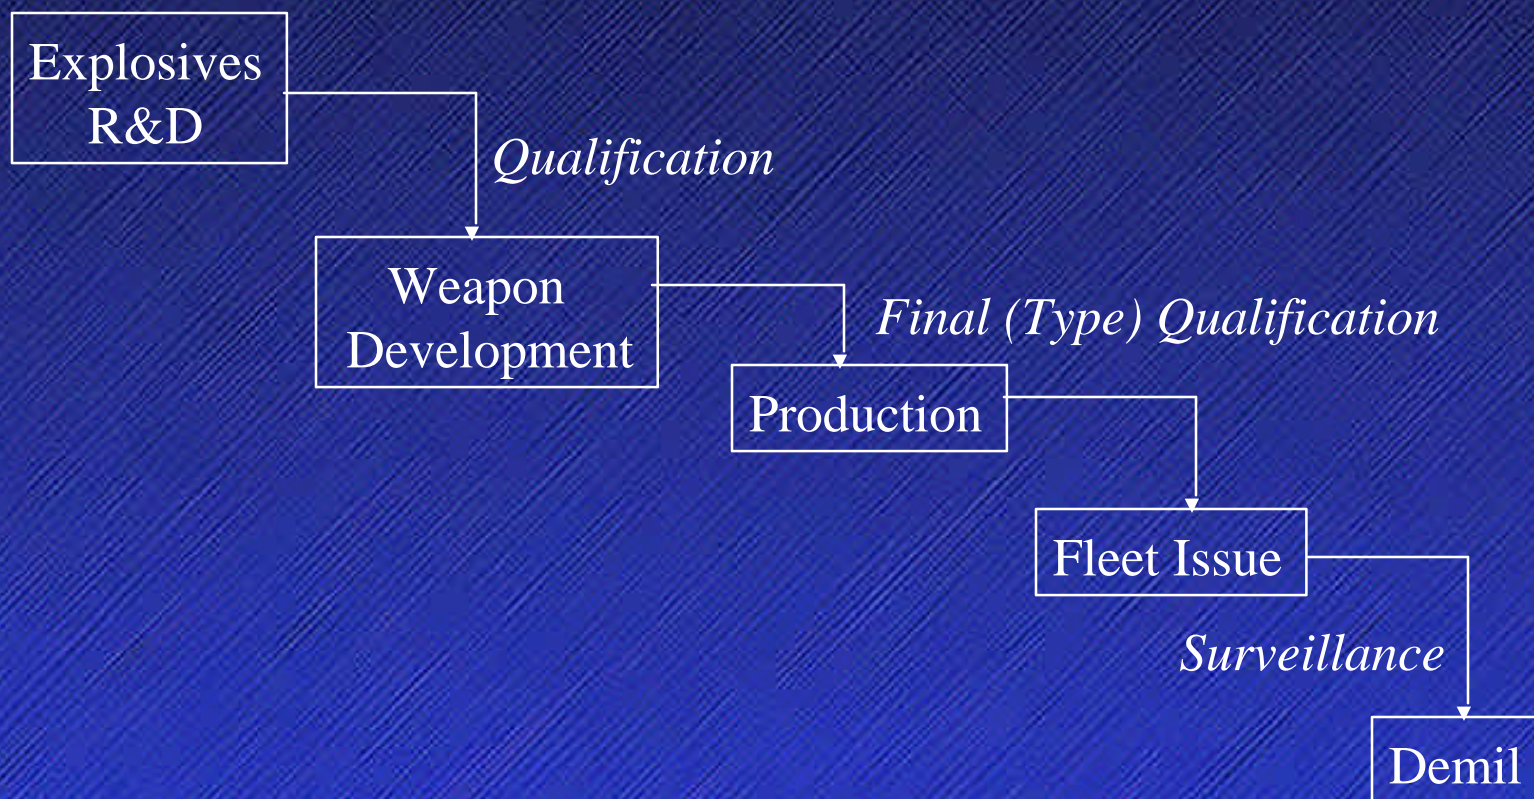 Explosives
R&D
Qualification
Weapon
Development
Final (Type) Qualification
Production
Fleet Issue
Surveillance
Demil